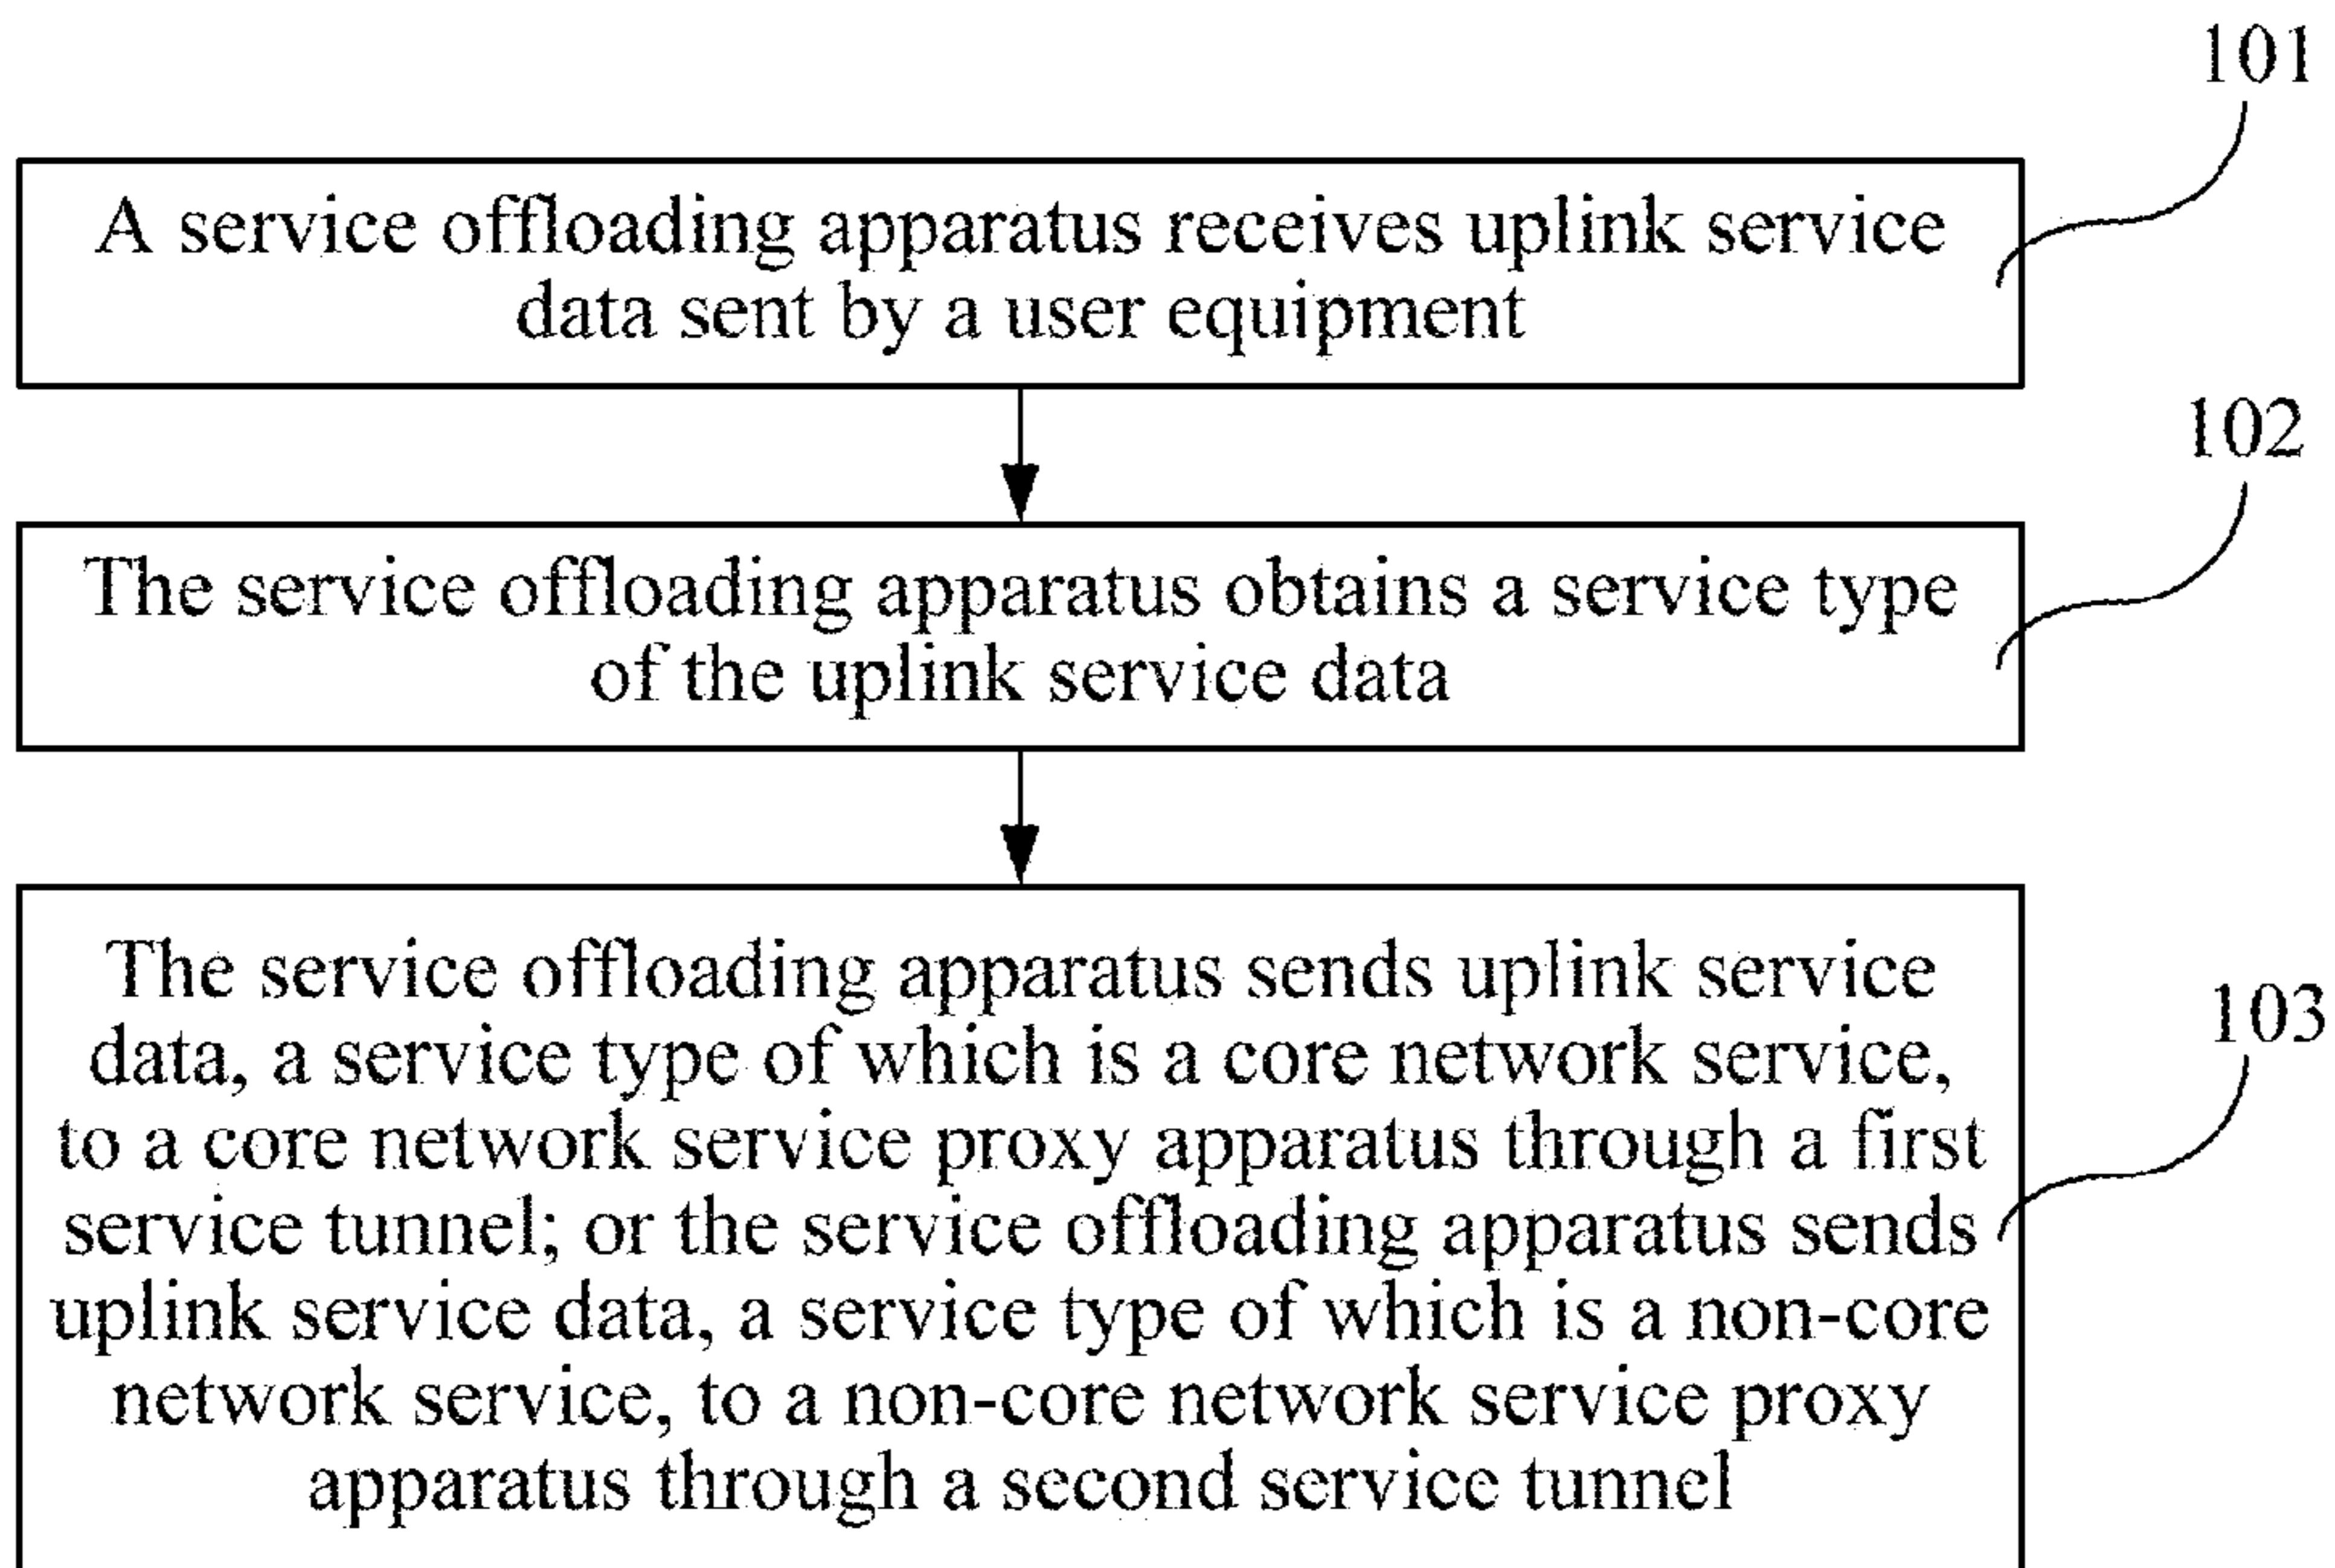 101
A service offloading apparatus receives uplink service
data sent by a user equipment
102
The service offloading apparatus obtains a service type
of the uplink service data
103
The service offloading apparatus sends uplink service
data, a service type of which is a core network service,
to a core network service proxy apparatus through a first
service tunnel; or the service offloading apparatus sends
uplink service data, a service type of which is a non-core
network service, to a non-core network service proxy
apparatus through a second service tunnel